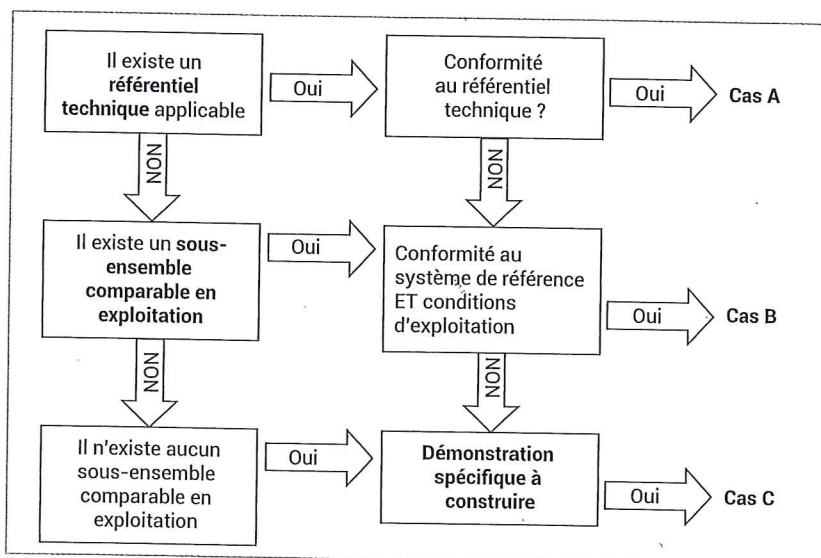 Il existe un
référentiel
technique applicable
Oui
Conformité
au référentiel
technique ?
Oui
Cas A
NON
NON
Il existe un sous-
ensemble
comparable en
exploitation
Oui
Conformité au
système de référence
ET conditions
d'exploitation
Oui
Cas B
NON
NON
Il n'existe aucun
sous-ensemble
comparable en
exploitation
Oui
Démonstration
spécifique à
construire
Oui
Cas C